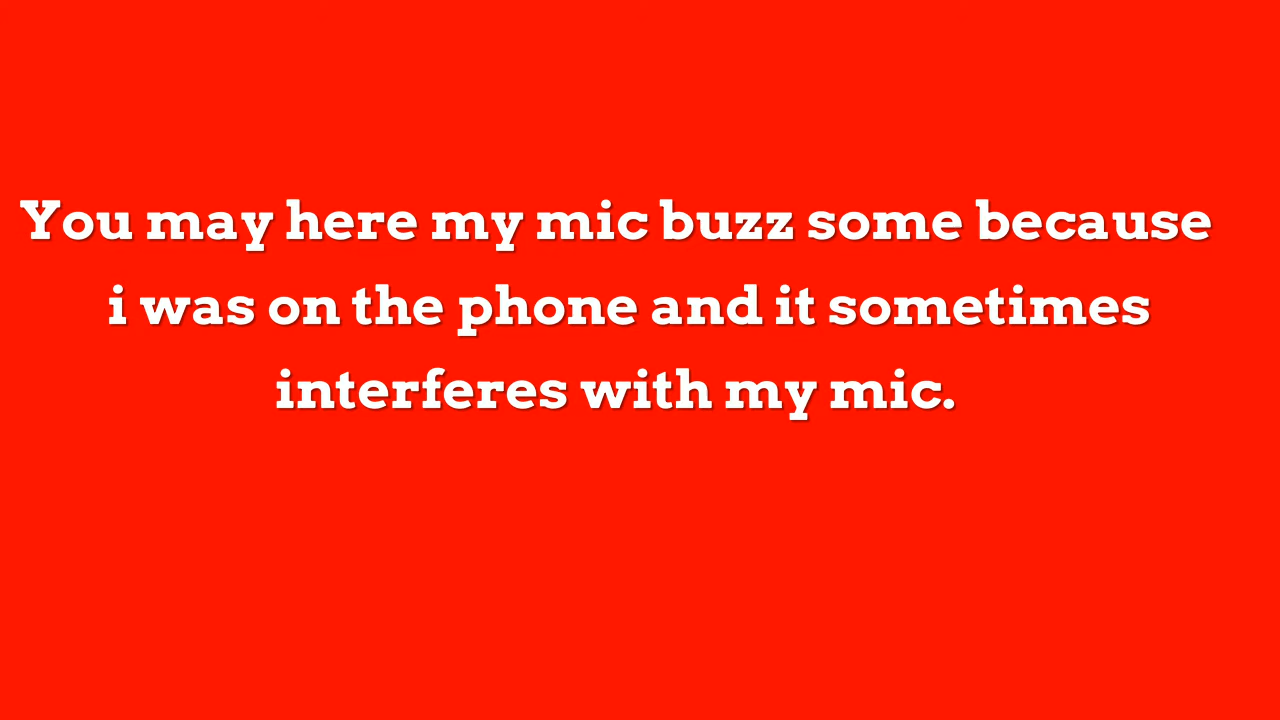 You may here my mic buzz some because
i was on the phone and it sometimes
interferes with my mic.